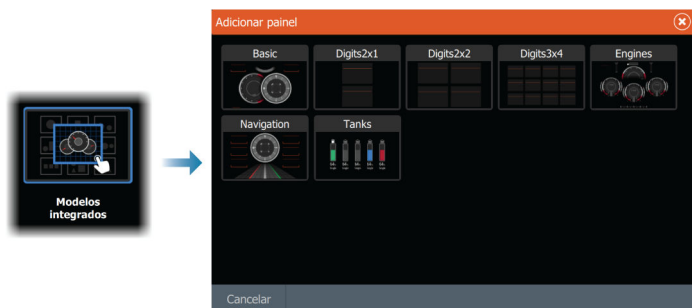 Adicionar painel
Basic
Digits2x1
Digits2x2
Digits3x4
Engines
Navigation
Tanks
Modelos
integrados
Cancelar